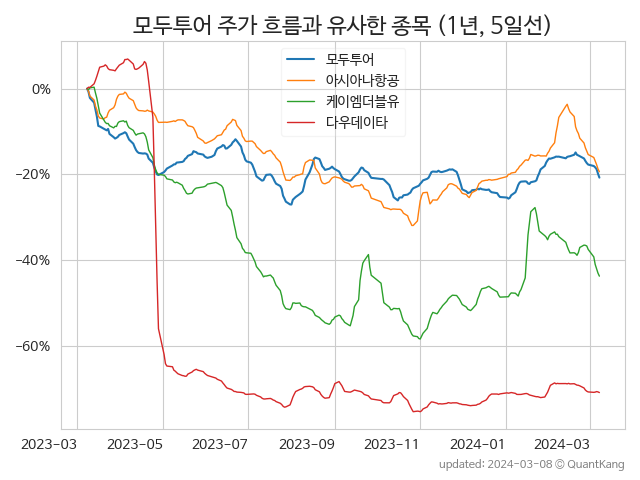 모두투어 주가 흐름과 유사한 종목 (1년, 5일선)
모두투어
아시아나항공
케이엠더블유
다우데이타
0%
−20%
−40%
−60%
2023−03 2023−05 2023−07 2023−09 2023−11 2024−01 2024−03
updated: 2024−03−08 © QuantKang